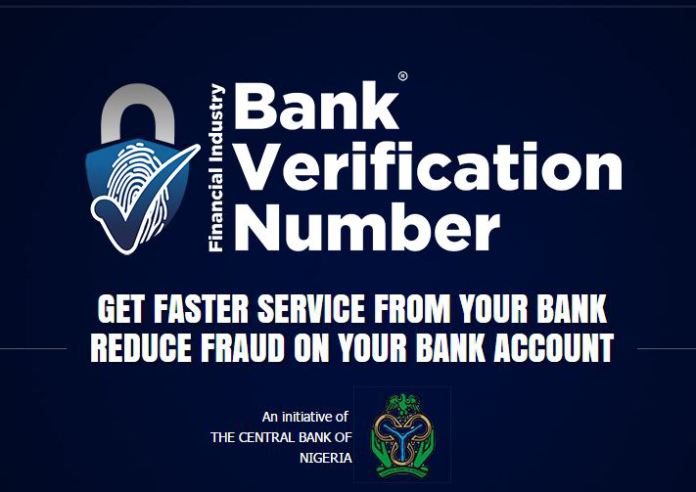 Financial Industry
Bank®
Verification
Number
GET FASTER SERVICE FROM YOUR BANK
REDUCE FRAUD ON YOUR BANK ACCOUNT
An initiative of
THE CENTRAL BANK OF
NIGERIA